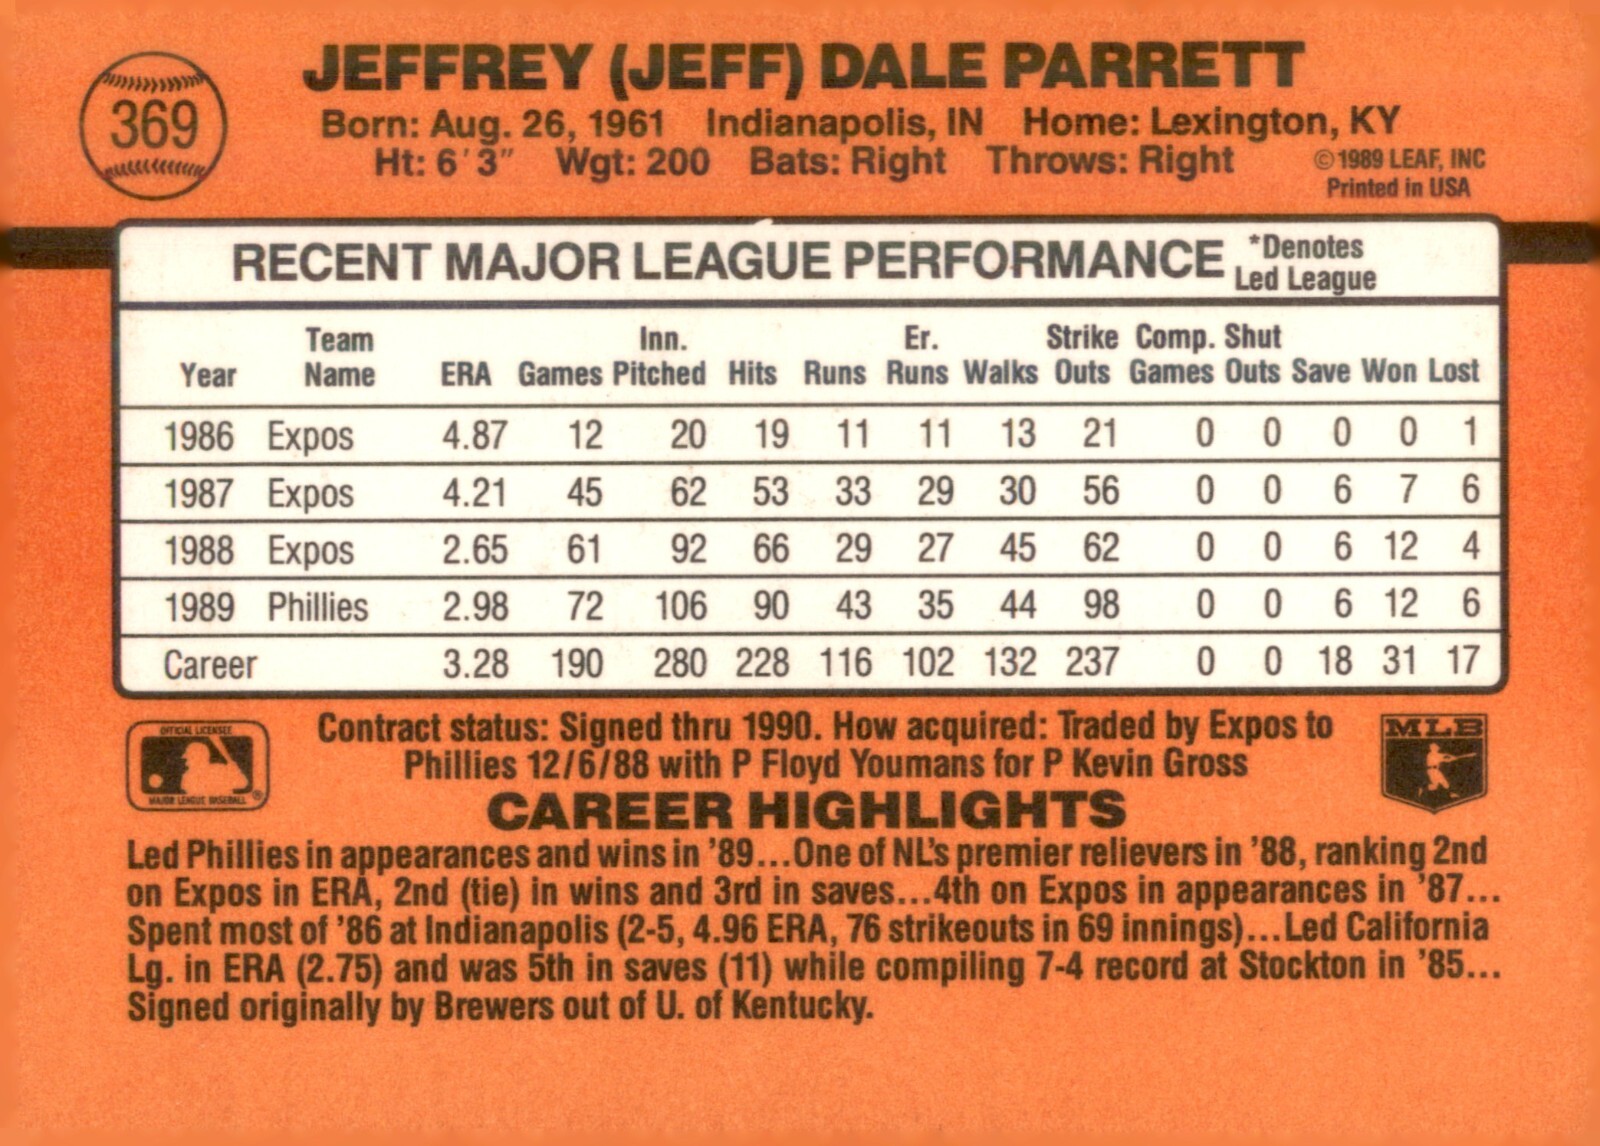 369
JEFFREY (JEFF) DALE PARRETT
Born: Aug. 26, 1961 Indianapolis, IN Home: Lexington, KY
Ht: 6'3" Wgt: 200 Bats: Right Throws: Right
©1989 LEAF, INC
Printed in USA
RECENT MAJOR LEAGUE PERFORMANCE *Denotes
Led League
Team Inn. Er. Strike Comp. Shut
Year Name ERA Games Pitched Hits Runs Runs Walks Outs Games Outs Save Won Lost
1986 Expos 4.87 12 20 19 11 11 13 21 0 0 0 0 1
1987 Expos 4.21 45 62 53 33 29 30 56 0 0 6 7 6
1988 Expos 2.65 61 92 66 29 27 45 62 0 0 6 12 4
1989 Phillies 2.98 72 106 90 43 35 44 98 0 0 6 12 6
Career 3.28 190 280 228 116 102 132 237 0 0 18 31 17
OFFICIAL LICENSEE
MAJOR LEAGUE BASEBALL ®
Contract status: Signed thru 1990. How acquired: Traded by Expos to
Phillies 12/6/88 with P Floyd Youmans for P Kevin Gross
MLB
CAREER HIGHLIGHTS
Led Phillies in appearances and wins in '89...One of NL's premier relievers in '88, ranking 2nd
on Expos in ERA, 2nd (tie) in wins and 3rd in saves...4th on Expos in appearances in '87...
Spent most of '86 at Indianapolis (2-5, 4.96 ERA, 76 strikeouts in 69 innings)...Led California
Lg. in ERA (2.75) and was 5th in saves (11) while compiling 7-4 record at Stockton in '85...
Signed originally by Brewers out of U. of Kentucky.